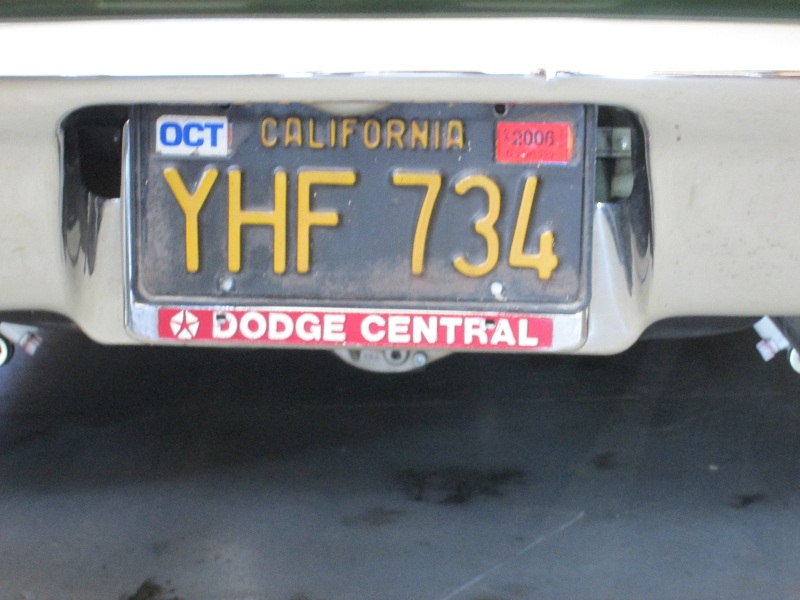 OCT CALIFORNIA 2006
YHF 734
DODGE CENTRAL